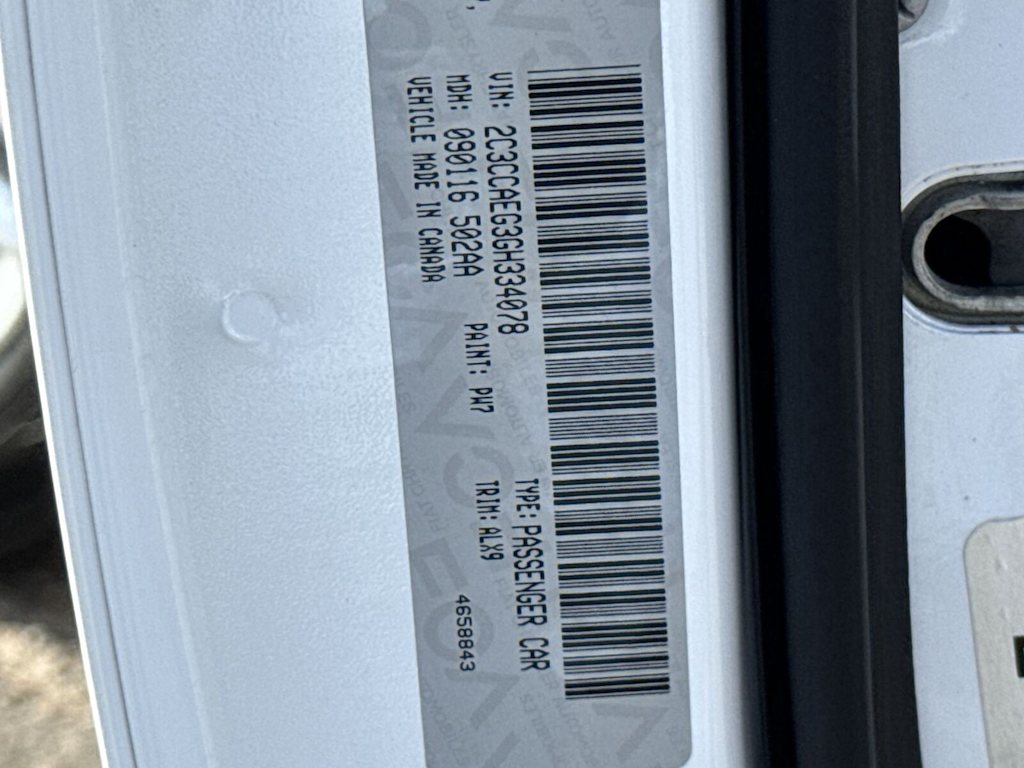 VIN: 2C3CCAEG3GH334078 TYPE: PASSENGER CAR
MDH: 090116 502AA PAINT: PW7 TRIM: ALX9
VEHICLE MADE IN CANADA 4658843